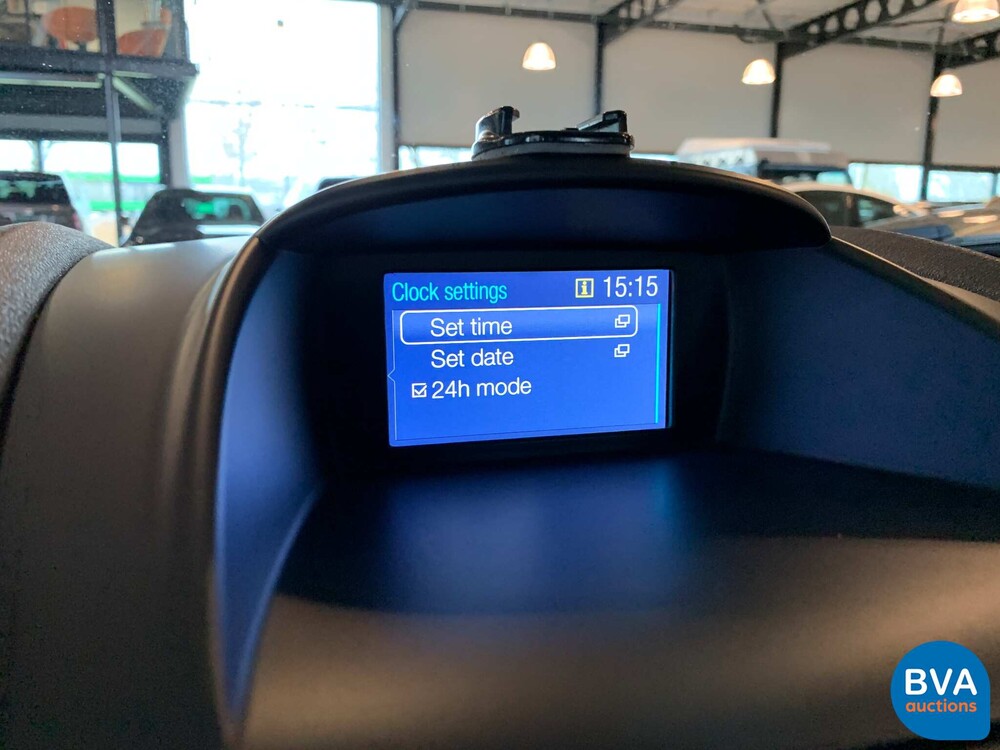 Clock settings 15:15
Set time
Set date
24h mode
BVA
auctions